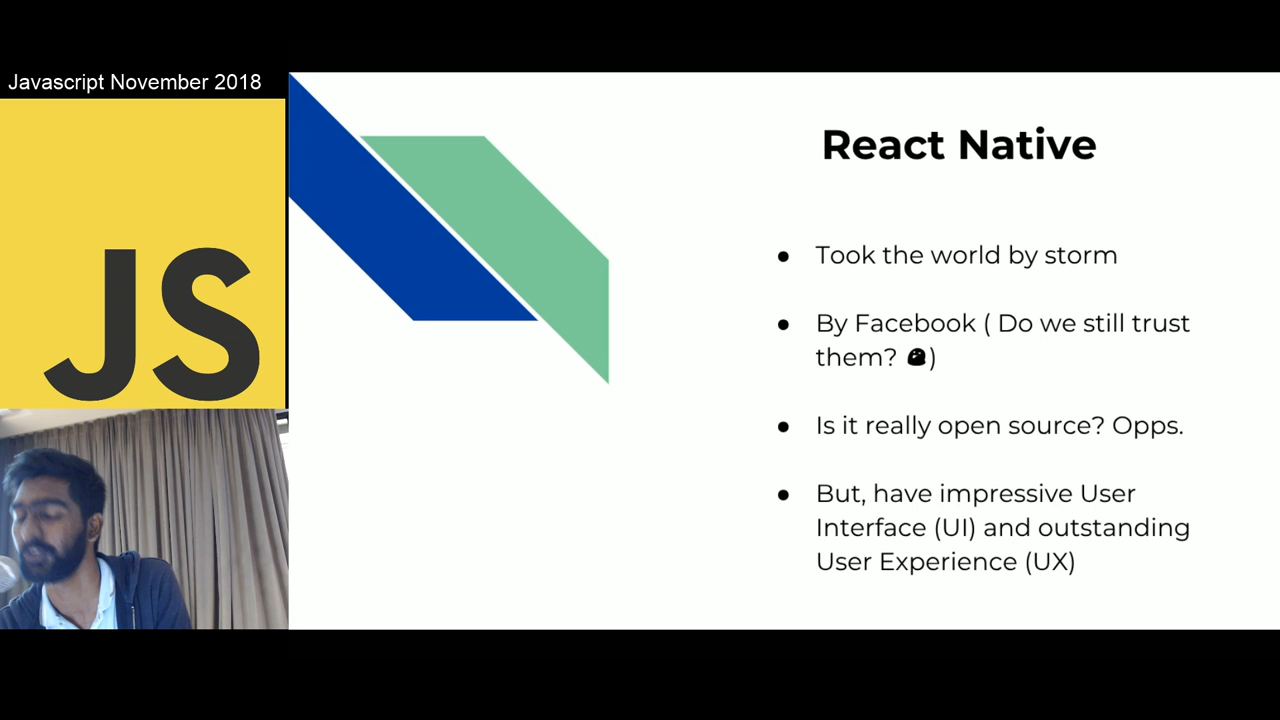 Javascript November 2018
JS
React Native
● Took the world by storm
● By Facebook ( Do we still trust
them? )
● Is it really open source? Opps.
● But, have impressive User
Interface (UI) and outstanding
User Experience (UX)